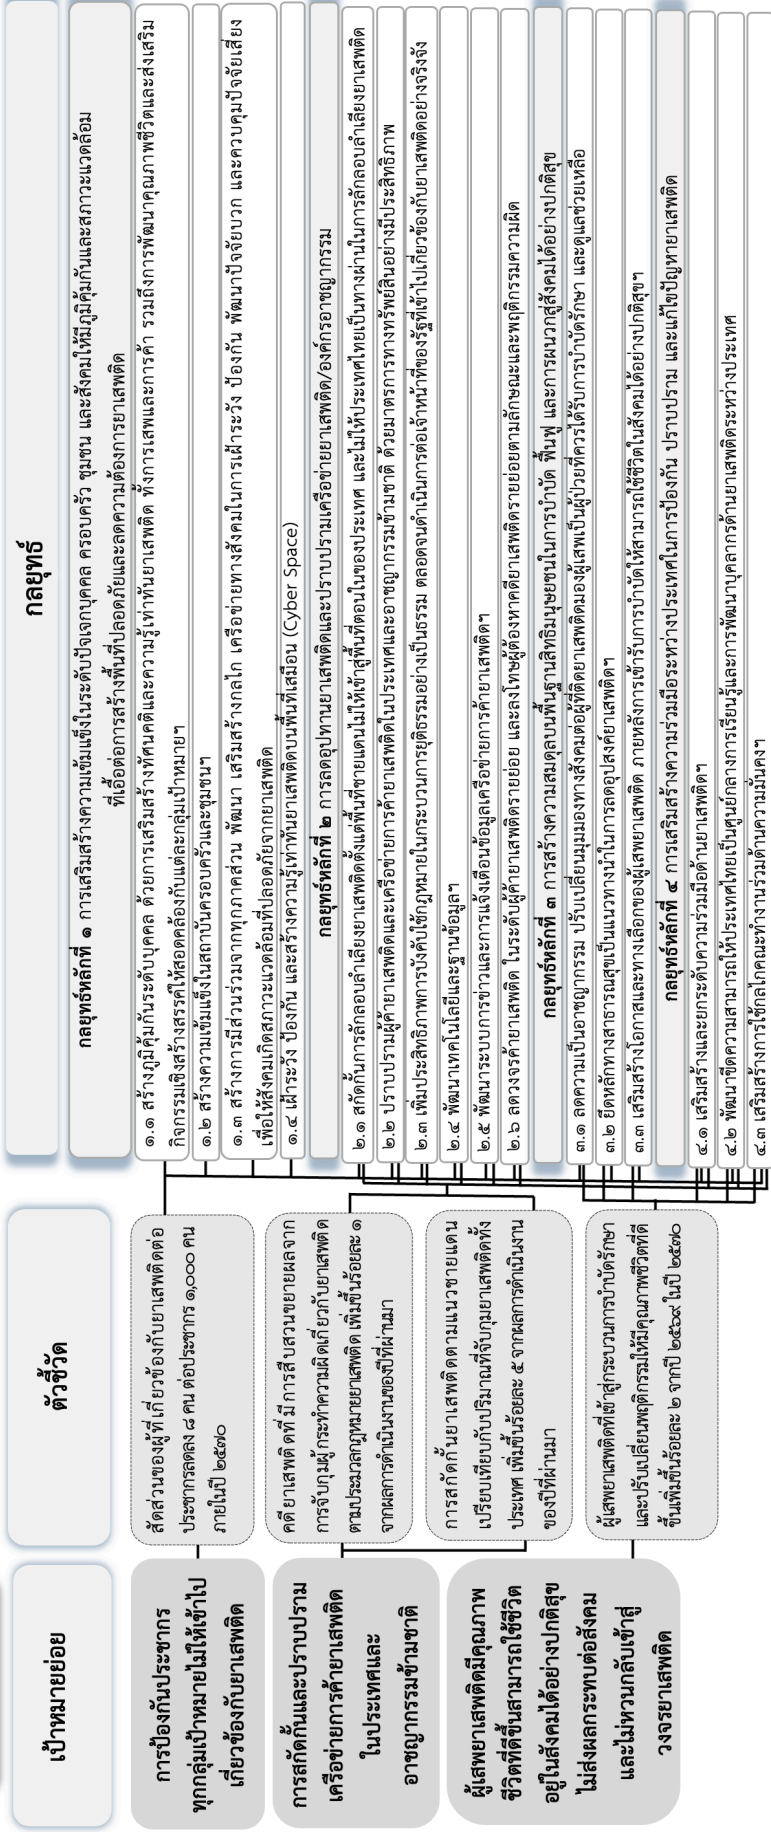 เป้าหมายย่อย
ตัวชี้วัด
กลยุทธ์
การป้องกันประชากร
ทุกกลุ่มเป้าหมายไม่ให้เข้าไป
เกี่ยวข้องกับยาเสพติด
การสกัดกั้นและปราบปราม
เครือข่ายการค้ายาเสพติด
ในประเทศและ
อาชญากรรมข้ามชาติ
ผู้เสพยาเสพติดมีคุณภาพ
ชีวิตที่ดีขึ้นสามารถใช้ชีวิต
อยู่ในสังคมได้อย่างปกติสุข
ไม่ส่งผลกระทบต่อสังคม
และไม่หวนกลับเข้าสู่
วงจรยาเสพติด
สัดส่วนของผู้ที่เกี่ยวข้องกับยาเสพติดต่อ
ประชากรลดลง ๘ คน ต่อประชากร ๑,๐๐๐ คน
ภายในปี ๒๕๗๐
คดียาเสพติดที่มีการสืบสวนขยายผลจาก
การจับกุมผู้กระทำความผิดเกี่ยวกับยาเสพติด
ตามประมวลกฎหมายยาเสพติด เพิ่มขึ้นร้อยละ ๑
จากผลการดำเนินงานของปีที่ผ่านมา
การสกัดกั้นยาเสพติดตามแนวชายแดน
เปรียบเทียบกับปริมาณที่จับกุมยาเสพติดทั้ง
ประเทศ เพิ่มขึ้นร้อยละ ๕ จากผลการดำเนินงาน
ของปีที่ผ่านมา
ผู้เสพยาเสพติดที่เข้าสู่กระบวนการบำบัดรักษา
และปรับเปลี่ยนพฤติกรรมให้มีคุณภาพชีวิตที่ดี
ขึ้นเพิ่มขึ้นร้อยละ ๒ จากปี ๒๕๖๙ ในปี ๒๕๗๐
กลยุทธ์หลักที่ ๑ การเสริมสร้างความเข้มแข็งในระดับปัจเจกบุคคล ครอบครัว ชุมชน และสังคมให้มีภูมิคุ้มกันและสภาวะแวดล้อม
ที่เอื้อต่อการสร้างพื้นที่ปลอดภัยและลดความต้องการยาเสพติด
๑.๑ สร้างภูมิคุ้มกันระดับบุคคล ด้วยการเสริมสร้างทัศนคติและความรู้เท่าทันยาเสพติด ทั้งการเสพและการค้า รวมถึงการพัฒนาคุณภาพชีวิตและส่งเสริม
กิจกรรมเชิงสร้างสรรค์ให้สอดคล้องกับแต่ละกลุ่มเป้าหมายฯ
๑.๒ สร้างความเข้มแข็งในสถาบันครอบครัวและชุมชนฯ
๑.๓ สร้างการมีส่วนร่วมจากทุกภาคส่วน พัฒนา เสริมสร้างกลไก เครือข่ายทางสังคมในการเฝ้าระวัง ป้องกัน พัฒนาปัจจัยบวก และควบคุมปัจจัยเสี่ยง
เพื่อให้สังคมเกิดสภาวะแวดล้อมที่ปลอดภัยจากยาเสพติด
๑.๔ เฝ้าระวัง ป้องกัน และสร้างความรู้เท่าทันยาเสพติดบนพื้นที่เสมือน (Cyber Space)
กลยุทธ์หลักที่ ๒ การลดอุปทานยาเสพติดและปราบปรามเครือข่ายยาเสพติด/องค์กรอาชญากรรม
๒.๑ สกัดกั้นการลักลอบลำเลียงยาเสพติดตั้งแต่พื้นที่ชายแดนไม่ให้เข้าสู่พื้นที่ตอนในของประเทศ และไม่ให้ประเทศไทยเป็นทางผ่านในการลักลอบลำเลียงยาเสพติด
๒.๒ ปราบปรามผู้ค้ายาเสพติดและเครือข่ายการค้ายาเสพติดในประเทศและอาชญากรรมข้ามชาติ ด้วยมาตรการทางทรัพย์สินอย่างมีประสิทธิภาพ
๒.๓ เพิ่มประสิทธิภาพการบังคับใช้กฎหมายในกระบวนการยุติธรรมอย่างเป็นธรรม ตลอดจนดำเนินการต่อเจ้าหน้าที่ของรัฐที่เข้าไปเกี่ยวข้องกับยาเสพติดอย่างจริงจัง
๒.๔ พัฒนาเทคโนโลยีและฐานข้อมูลฯ
๒.๕ พัฒนาระบบการข่าวและการแจ้งเตือนข้อมูลเครือข่ายการค้ายาเสพติดฯ
๒.๖ ลดวงจรค้ายาเสพติด ในระดับผู้ค้ายาเสพติดรายย่อย และลงโทษผู้ต้องหาคดียาเสพติดรายย่อยตามลักษณะและพฤติกรรมความผิด
กลยุทธ์หลักที่ ๓ การสร้างความสมดุลบนพื้นฐานสิทธิมนุษยชนในการบำบัด ฟื้นฟู และการผนวกสู่สังคมได้อย่างปกติสุข
๓.๑ ลดความเป็นอาชญากรรม ปรับเปลี่ยนมุมมองทางสังคมต่อผู้ที่ติดยาเสพติดมองผู้เสพเป็นผู้ป่วยที่ควรได้รับการบำบัดรักษา และดูแลช่วยเหลือ
๓.๒ ยึดหลักทางสาธารณสุขเป็นแนวทางนำในการลดอุปสงค์ยาเสพติดฯ
๓.๓ เสริมสร้างโอกาสและทางเลือกของผู้เสพยาเสพติด ภายหลังการเข้ารับการบำบัดให้สามารถใช้ชีวิตในสังคมได้อย่างปกติสุขฯ
กลยุทธ์หลักที่ ๔ การเสริมสร้างความร่วมมือระหว่างประเทศในการป้องกัน ปราบปราม และแก้ไขปัญหายาเสพติด
๔.๑ เสริมสร้างและยกระดับความร่วมมือด้านยาเสพติดฯ
๔.๒ พัฒนาขีดความสามารถให้ประเทศไทยเป็นศูนย์กลางการเรียนรู้และการพัฒนาบุคลากรด้านยาเสพติดระหว่างประเทศ
๔.๓ เสริมสร้างการใช้กลไกคณะทำงานร่วมด้านความมั่นคงฯ